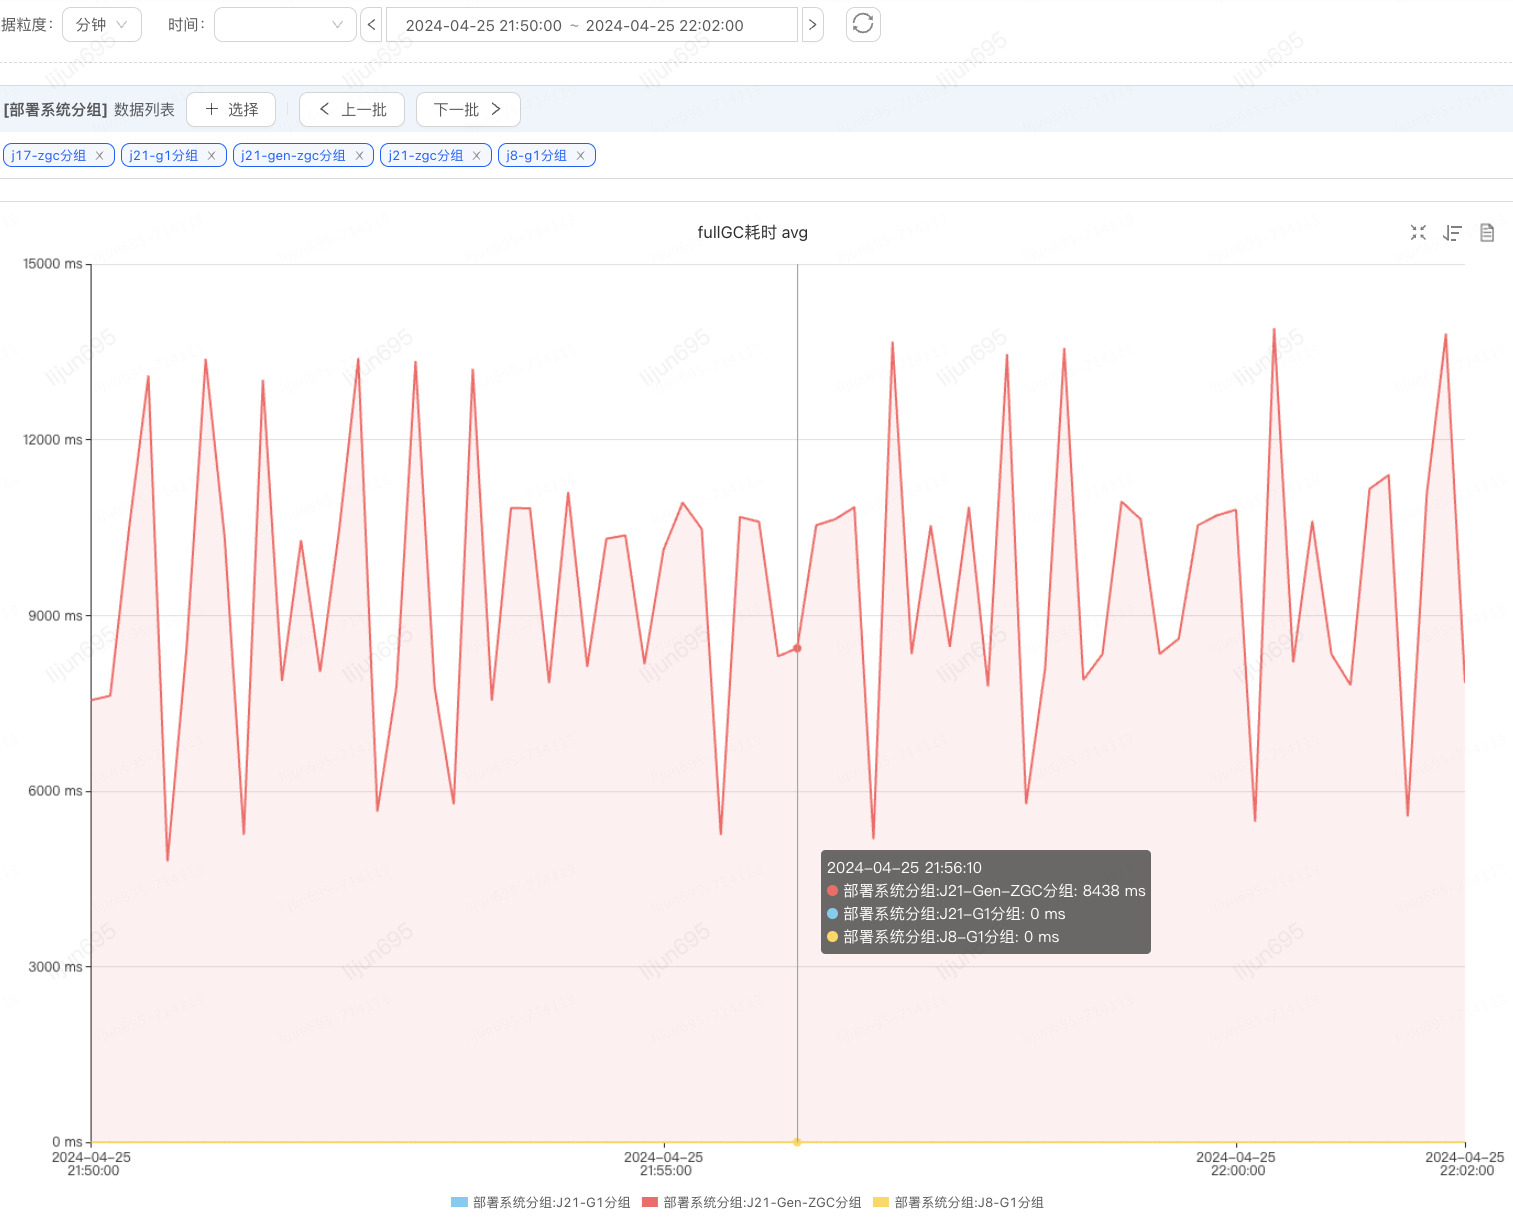 据粒度: 分钟 时间: 2024-04-25 21:50:00 ~ 2024-04-25 22:02:00
[部署系统分组] 数据列表 + 选择 上一批 下一批
j17-zgc分组 × j21-g1分组 × j21-gen-zgc分组 × j21-zgc分组 × j8-g1分组 ×
fullGC耗时 avg
15000 ms
12000 ms
9000 ms
6000 ms
3000 ms
0 ms
2024-04-25 21:56:10
部署系统分组:J21-Gen-ZGC分组: 8438 ms
部署系统分组:J21-G1分组: 0 ms
部署系统分组:J8-G1分组: 0 ms
2024-04-25 2024-04-25 2024-04-25 2024-04-25
21:50:00 21:55:00 22:00:00 22:02:00
部署系统分组:J21-G1分组 部署系统分组:J21-Gen-ZGC分组 部署系统分组:J8-G1分组
lijun695